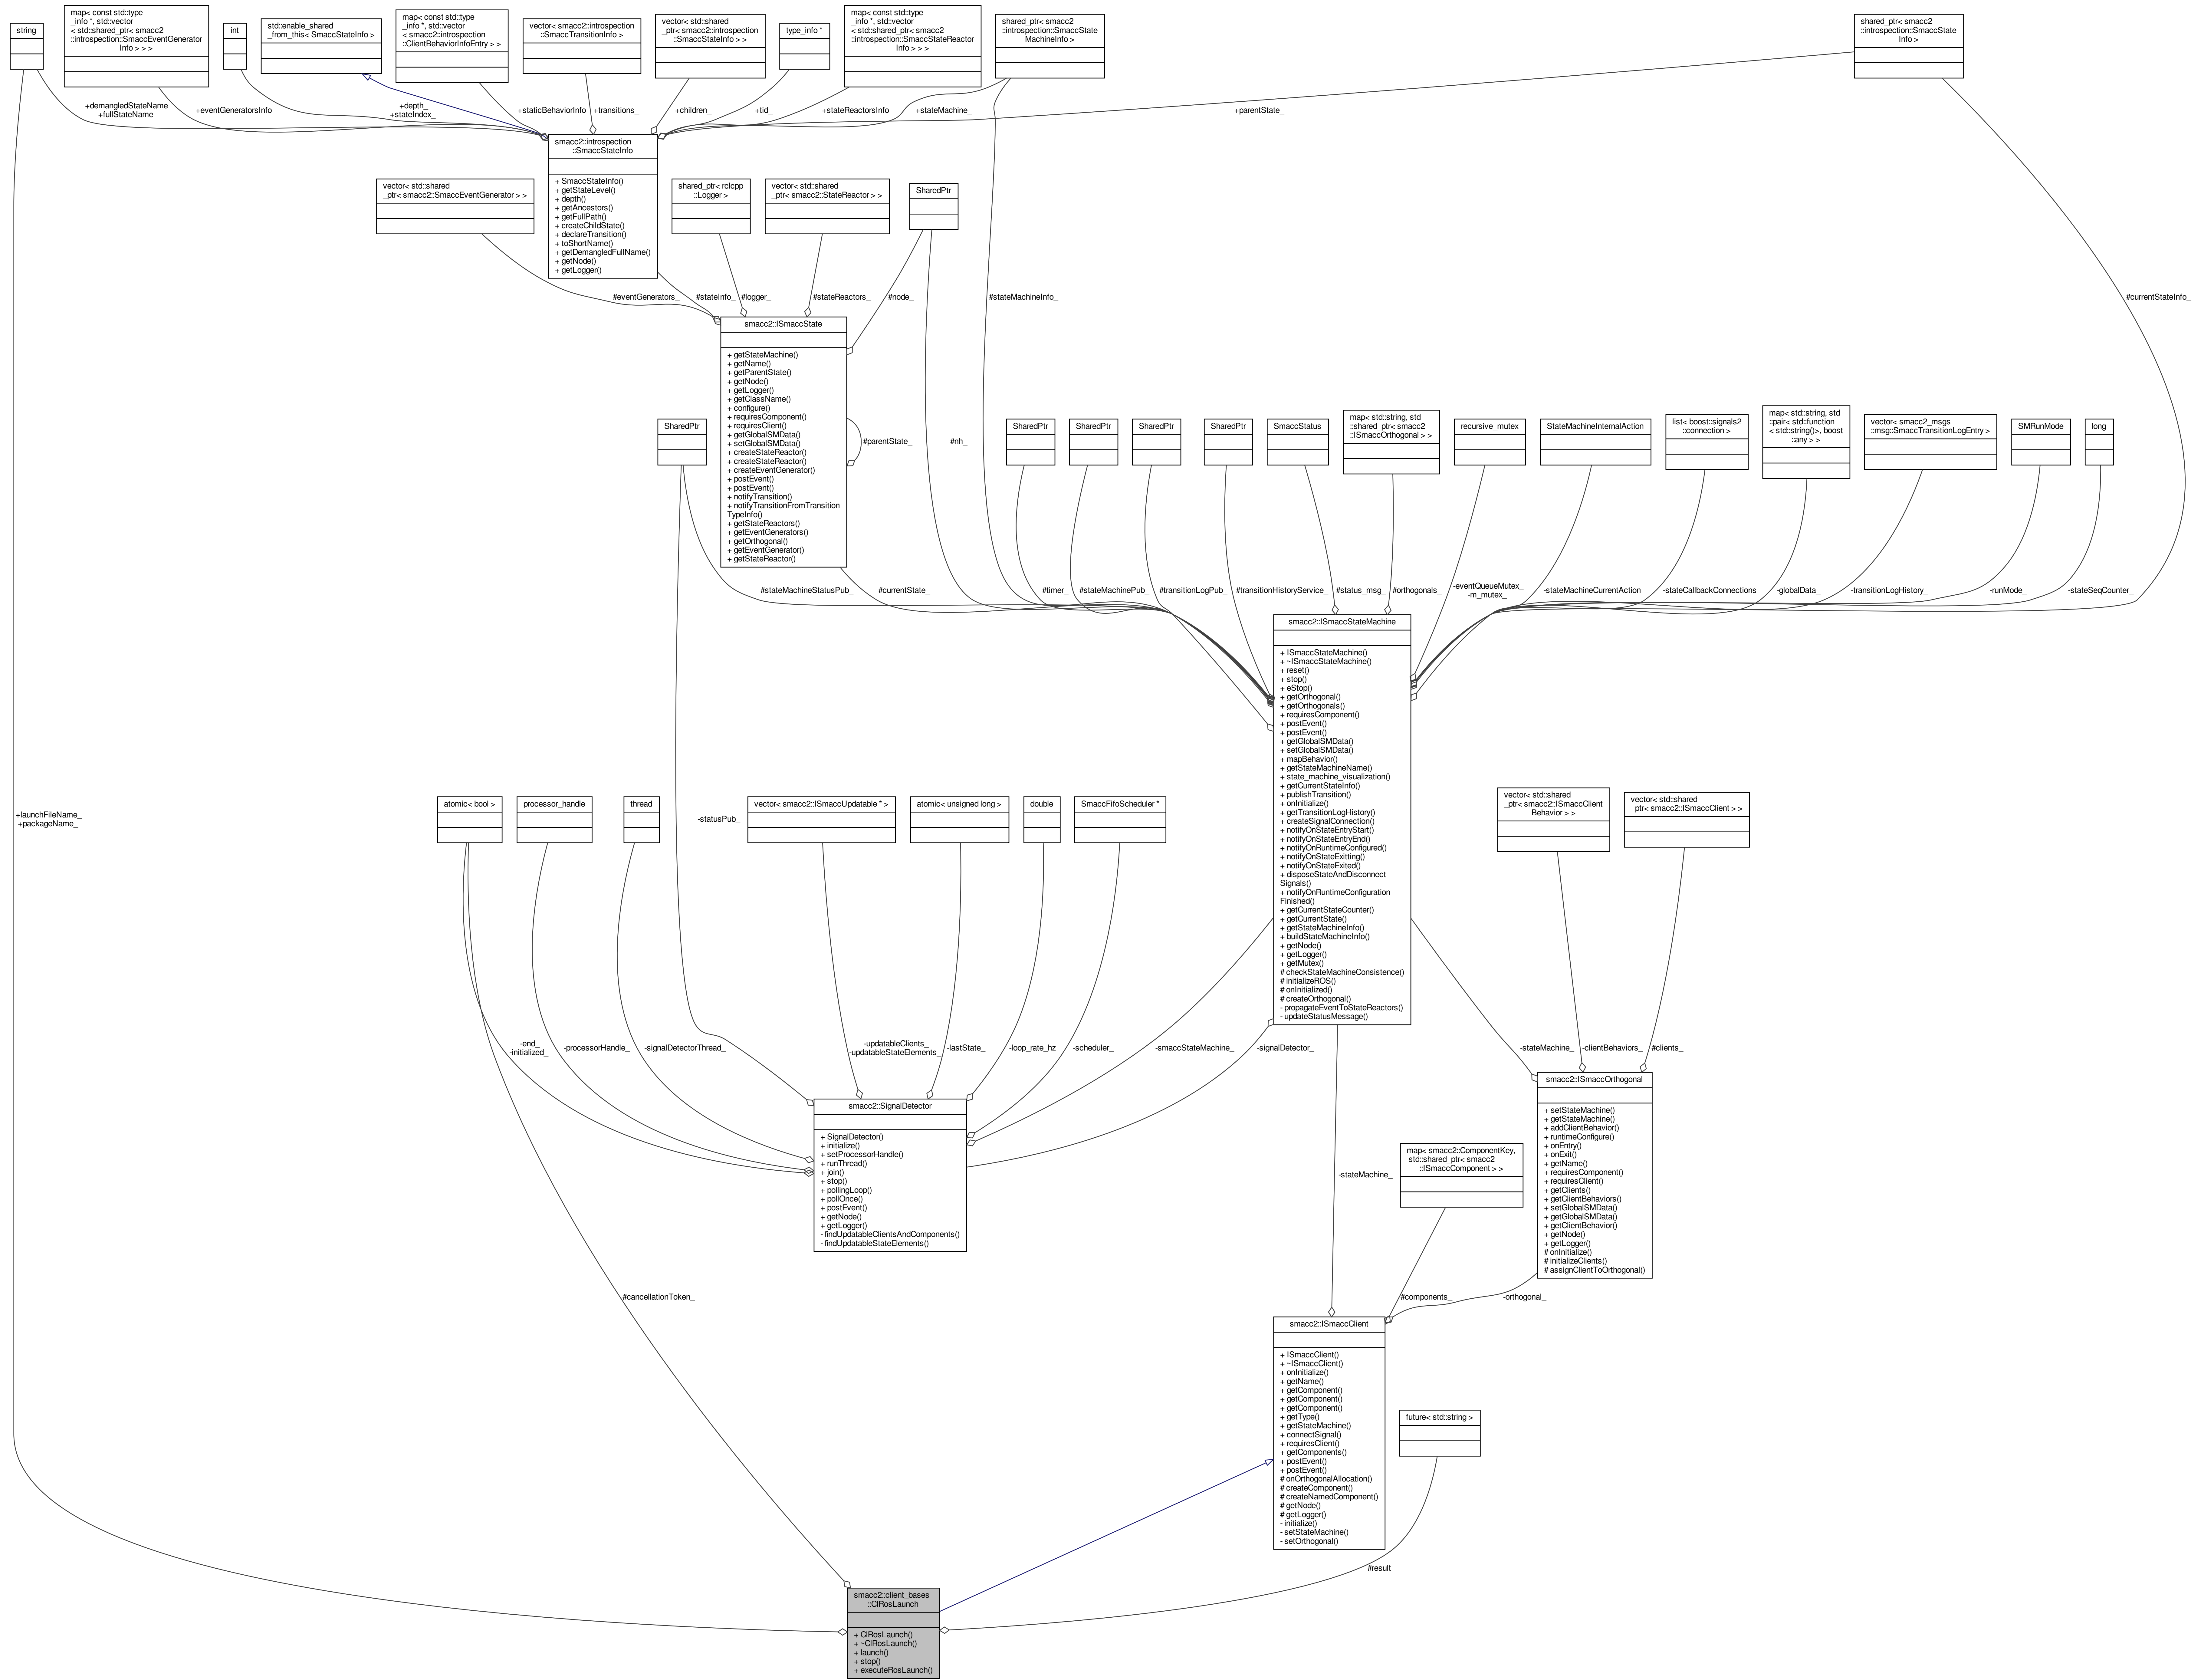 string
map< const std::type
_info *, std::vector
< std::shared_ptr< smacc2
::introspection::SmaccEventGenerator
Info > > >
int
std::enable_shared
_from_this< SmaccStateInfo >
map< const std::type
_info *, std::vector
< smacc2::introspection
::ClientBehaviorInfoEntry > >
vector< smacc2::introspection
::SmaccTransitionInfo >
vector< std::shared
_ptr< smacc2::introspection
::SmaccStateInfo > >
type_info *
map< const std::type
_info *, std::vector
< std::shared_ptr< smacc2
::introspection::SmaccStateReactor
Info > > >
shared_ptr< smacc2
::introspection::SmaccState
MachineInfo >
shared_ptr< smacc2
::introspection::SmaccState
Info >
+demangledStateName
+fullStateName
+eventGeneratorsInfo
+depth_
+stateIndex_
+staticBehaviorInfo
+transitions_
+children_
+tid_
+stateReactorsInfo
+stateMachine_
+parentState_
smacc2::introspection
::SmaccStateInfo
+ SmaccStateInfo()
+ getStateLevel()
+ depth()
+ getAncestors()
+ getFullPath()
+ createChildState()
+ declareTransition()
+ toShortName()
+ getDemangledFullName()
+ getNode()
+ getLogger()
vector< std::shared
_ptr< smacc2::SmaccEventGenerator > >
shared_ptr< rclcpp
::Logger >
vector< std::shared
_ptr< smacc2::StateReactor > >
SharedPtr
#eventGenerators_
#stateInfo_
#logger_
#stateReactors_
#node_
#stateMachineInfo_
#currentStateInfo_
smacc2::ISmaccState
+ getStateMachine()
+ getName()
+ getParentState()
+ getNode()
+ getLogger()
+ getClassName()
+ configure()
+ requiresComponent()
+ requiresClient()
+ getGlobalSMData()
+ setGlobalSMData()
+ createStateReactor()
+ createStateReactor()
+ createEventGenerator()
+ postEvent()
+ postEvent()
+ notifyTransition()
+ notifyTransitionFromTransition
TypeInfo()
+ getStateReactors()
+ getEventGenerators()
+ getOrthogonal()
+ getEventGenerator()
+ getStateReactor()
#parentState_
#nh_
SharedPtr
SharedPtr
SharedPtr
SharedPtr
SharedPtr
SmaccStatus
map< std::string, std
::shared_ptr< smacc2
::ISmaccOrthogonal > >
recursive_mutex
StateMachineInternalAction
list< boost::signals2
::connection >
map< std::string, std
::pair< std::function
< std::string()>, boost
::any > >
vector< smacc2_msgs
::msg::SmaccTransitionLogEntry >
SMRunMode
long
#stateMachineStatusPub_
#currentState_
#timer_
#stateMachinePub_
#transitionLogPub_
#transitionHistoryService_
#status_msg_
#orthogonals_
-eventQueueMutex_
-m_mutex_
-stateMachineCurrentAction
-stateCallbackConnections
-globalData_
-transitionLogHistory_
-runMode_
-stateSeqCounter_
smacc2::ISmaccStateMachine
+ ISmaccStateMachine()
+ ~ISmaccStateMachine()
+ reset()
+ stop()
+ eStop()
+ getOrthogonal()
+ getOrthogonals()
+ requiresComponent()
+ postEvent()
+ postEvent()
+ getGlobalSMData()
+ setGlobalSMData()
+ mapBehavior()
+ getStateMachineName()
+ state_machine_visualization()
+ getCurrentStateInfo()
+ publishTransition()
+ onInitialize()
+ getTransitionLogHistory()
+ createSignalConnection()
+ notifyOnStateEntryStart()
+ notifyOnStateEntryEnd()
+ notifyOnRuntimeConfigured()
+ notifyOnStateExitting()
+ notifyOnStateExited()
+ disposeStateAndDisconnect
Signals()
+ notifyOnRuntimeConfiguration
Finished()
+ getCurrentStateCounter()
+ getCurrentState()
+ getStateMachineInfo()
+ buildStateMachineInfo()
+ getNode()
+ getLogger()
+ getMutex()
# checkStateMachineConsistence()
# initializeROS()
# onInitialized()
# createOrthogonal()
- propagateEventToStateReactors()
- updateStatusMessage()
+launchFileName_
+packageName_
atomic< bool >
processor_handle
thread
-statusPub_
vector< smacc2::ISmaccUpdatable * >
atomic< unsigned long >
double
SmaccFifoScheduler *
vector< std::shared
_ptr< smacc2::ISmaccClient
Behavior > >
vector< std::shared
_ptr< smacc2::ISmaccClient > >
-end_
-initialized_
-processorHandle_
-signalDetectorThread_
-updatableClients_
-updatableStateElements_
-lastState_
-loop_rate_hz
-scheduler_
-smaccStateMachine_
-signalDetector_
-stateMachine_
-clientBehaviors_
#clients_
smacc2::SignalDetector
+ SignalDetector()
+ initialize()
+ setProcessorHandle()
+ runThread()
+ join()
+ stop()
+ pollingLoop()
+ pollOnce()
+ postEvent()
+ getNode()
+ getLogger()
- findUpdatableClientsAndComponents()
- findUpdatableStateElements()
smacc2::ISmaccOrthogonal
+ setStateMachine()
+ getStateMachine()
+ addClientBehavior()
+ runtimeConfigure()
+ onEntry()
+ onExit()
+ getName()
+ requiresComponent()
+ requiresClient()
+ getClients()
+ getClientBehaviors()
+ setGlobalSMData()
+ getGlobalSMData()
+ getClientBehavior()
+ getNode()
+ getLogger()
# onInitialize()
# initializeClients()
# assignClientToOrthogonal()
-stateMachine_
map< smacc2::ComponentKey,
std::shared_ptr< smacc2
::ISmaccComponent > >
#cancellationToken_
#components_
-orthogonal_
smacc2::ISmaccClient
+ ISmaccClient()
+ ~ISmaccClient()
+ onInitialize()
+ getName()
+ getComponent()
+ getComponent()
+ getComponent()
+ getType()
+ getStateMachine()
+ connectSignal()
+ requiresClient()
+ getComponents()
+ postEvent()
+ postEvent()
# onOrthogonalAllocation()
# createComponent()
# createNamedComponent()
# getNode()
# getLogger()
- initialize()
- setStateMachine()
- setOrthogonal()
future< std::string >
#result_
smacc2::client_bases
::ClRosLaunch
+ ClRosLaunch()
+ ~ClRosLaunch()
+ launch()
+ stop()
+ executeRosLaunch()